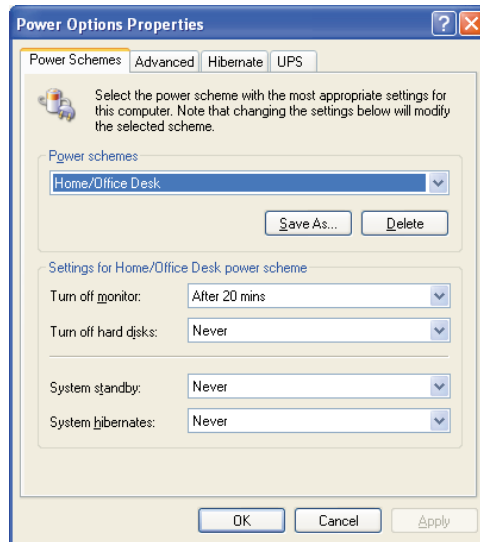 Power Options Properties
Power Schemes Advanced Hibernate UPS
Select the power scheme with the most appropriate settings for
this computer. Note that changing the settings below will modify
the selected scheme.
Power schemes
Home/Office Desk
Save As... Delete
Settings for Home/Office Desk power scheme
Turn off monitor: After 20 mins
Turn off hard disks: Never
System standby: Never
System hibernates: Never
OK Cancel Apply